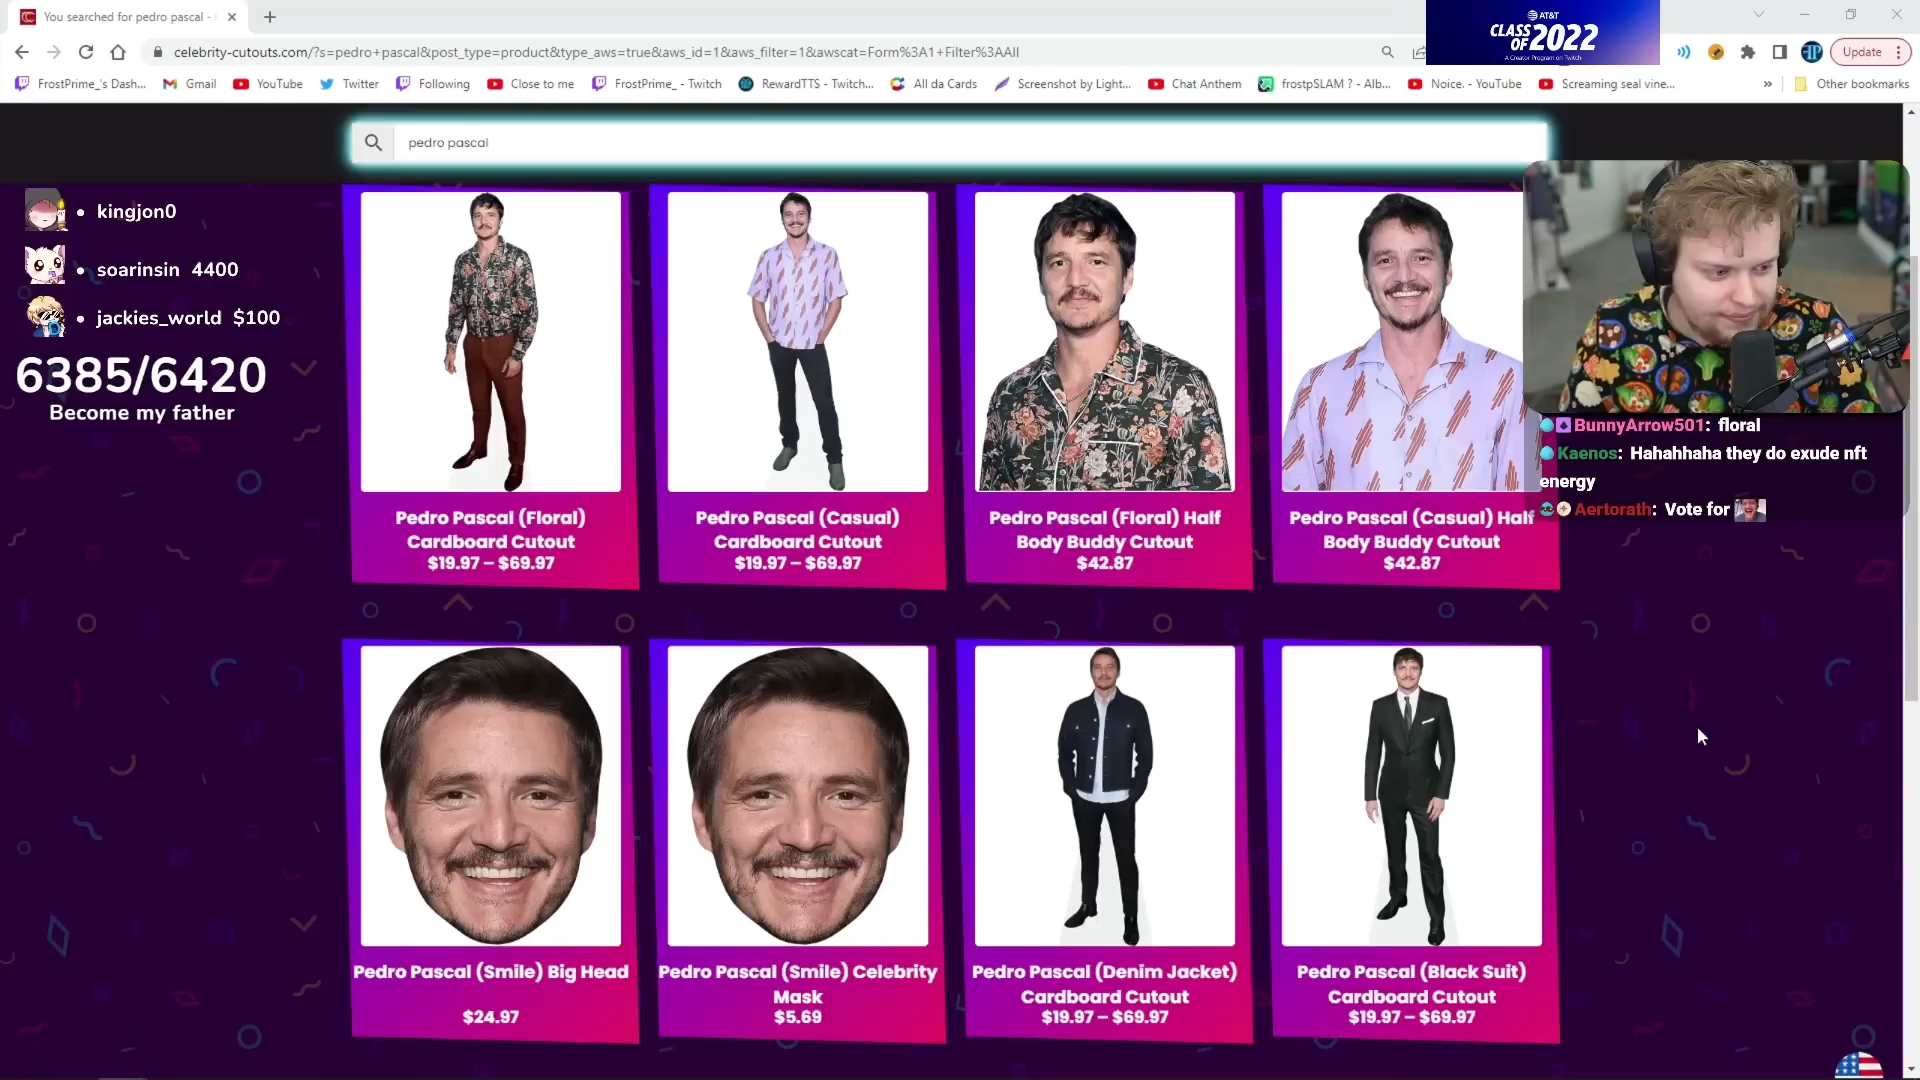 You searched for pedro pascal -
AT&T
CLASS
OF 2022
A Creator Program on Twitch
celebrity-cutouts.com/?s=pedro+pascal&post_type=product&type_aws=true&aws_id=1&aws_filter=1&awscat=Form%3A1+Filter%3AAll
Update
FrostPrime_'s Dash...
Gmail
YouTube
Twitter
Following
Close to me
FrostPrime_ - Twitch
RewardTTS - Twitch...
All da Cards
Screenshot by Light...
Chat Anthem
frostpSLAM ? - Alb...
Noice. - YouTube
Screaming seal vine...
»
Other bookmarks
pedro pascal
• kingjon0
• soarinsin 4400
• jackies_world $100
6385/6420
Become my father
BunnyArrow501: floral
Kaenos: Hahahhaha they do exude nft
energy
Aertorath: Vote for
Pedro Pascal (Floral)
Cardboard Cutout
$19.97 – $69.97
Pedro Pascal (Casual)
Cardboard Cutout
$19.97 – $69.97
Pedro Pascal (Floral) Half
Body Buddy Cutout
$42.87
Pedro Pascal (Casual) Half
Body Buddy Cutout
$42.87
Pedro Pascal (Smile) Big Head
$24.97
Pedro Pascal (Smile) Celebrity
Mask
$5.69
Pedro Pascal (Denim Jacket)
Cardboard Cutout
$19.97 – $69.97
Pedro Pascal (Black Suit)
Cardboard Cutout
$19.97 – $69.97